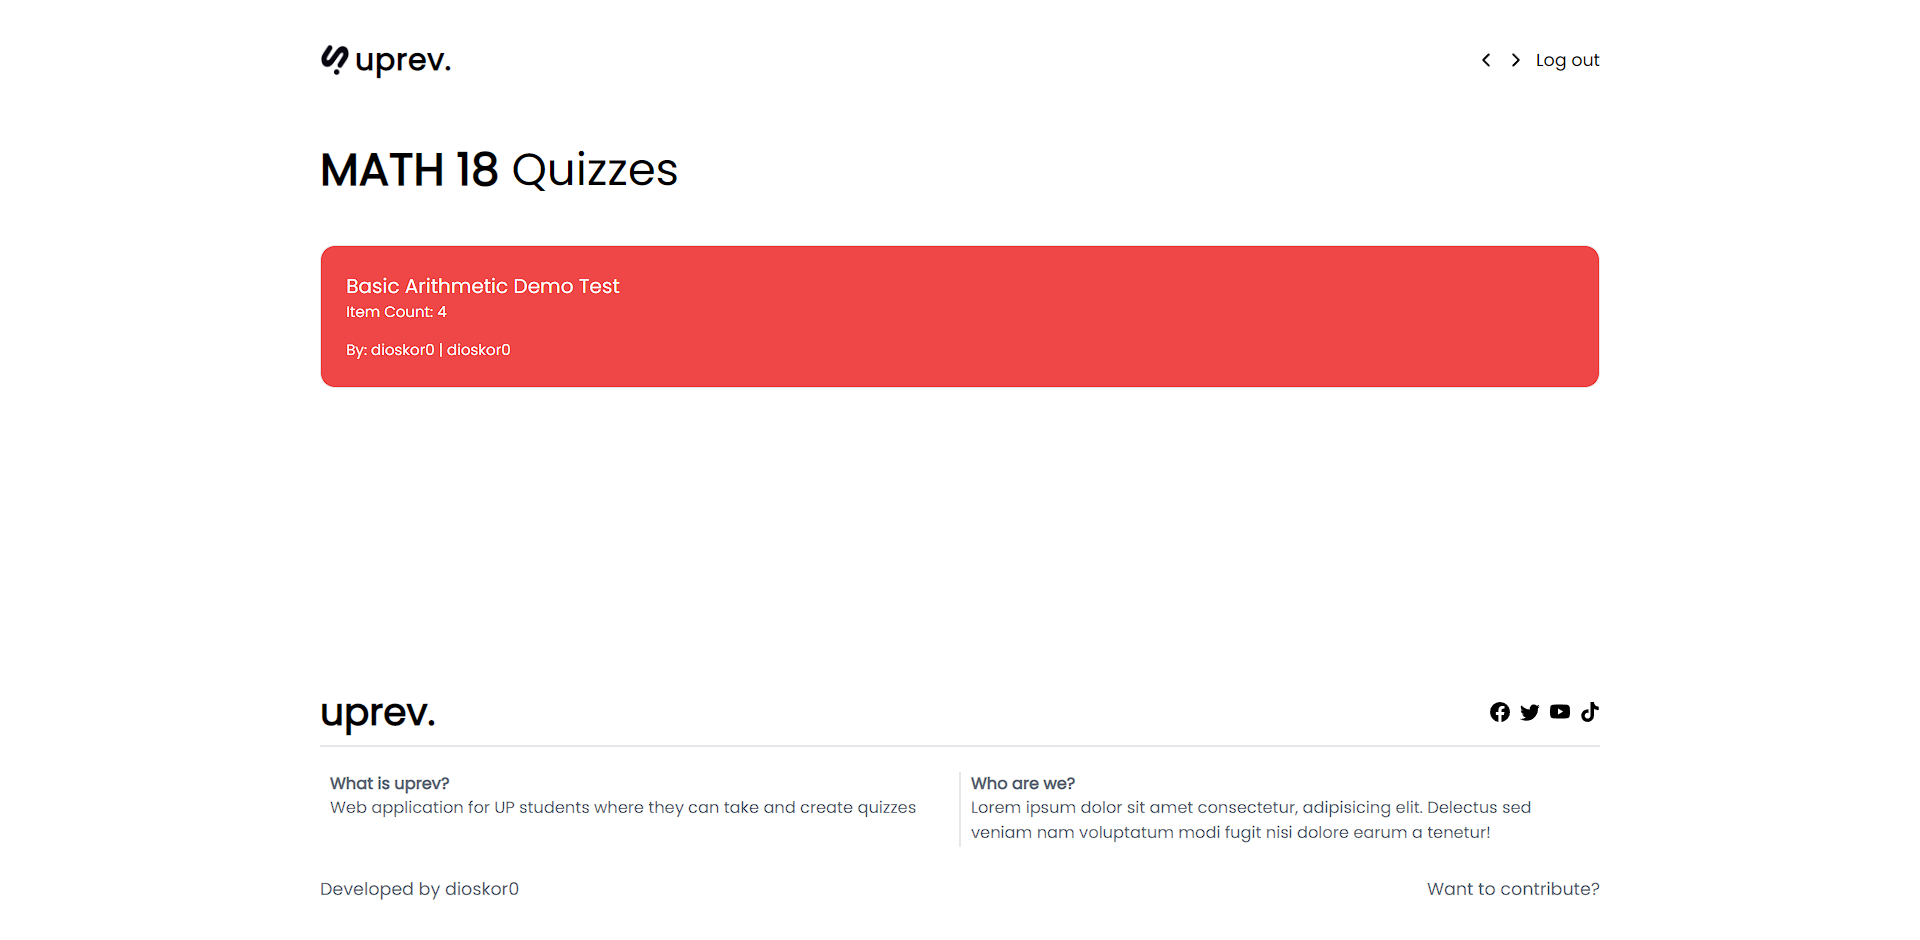 uprev.
Log out
MATH 18 Quizzes
Basic Arithmetic Demo Test
Item Count: 4
By: dioskor0 | dioskor0
uprev.
What is uprev?
Web application for UP students where they can take and create quizzes
Who are we?
Lorem ipsum dolor sit amet consectetur, adipisicing elit. Delectus sed
veniam nam voluptatum modi fugit nisi dolore earum a tenetur!
Developed by dioskor0
Want to contribute?